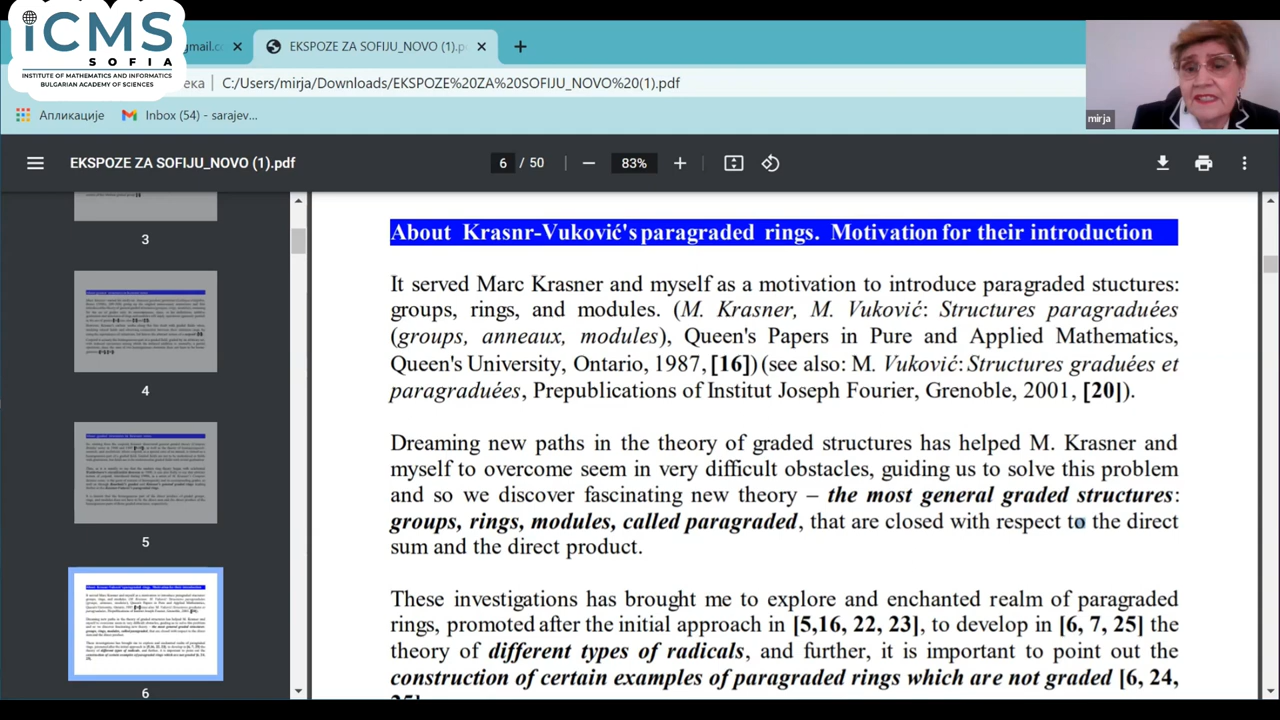 iCMS
SOFIA
INSTITUTE OF MATHEMATICS AND INFORMATICS
BULGARIAN ACADEMY OF SCIENCES
EKSPOZE ZA SOFIJU_NOVO (1).p
C:/Users/mirja/Downloads/EKSPOZE%20ZA%20SOFIJU_NOVO%20(1).pdf
Апликације
Inbox (54) - sarajev...
mirja
EKSPOZE ZA SOFIJU_NOVO (1).pdf
6 / 50
83%
3
4
5
6
About Krasnr-Vuković's paragraded rings. Motivation for their introduction
It served Marc Krasner and myself as a motivation to introduce paragraded stuctures:
groups, rings, and modules. (M. Krasner, M. Vuković: Structures paragraduées
(groups, anneaux, modules), Queen's Papers in Pure and Applied Mathematics,
Queen's University, Ontario, 1987, [16]) (see also: M. Vuković: Structures graduées et
paragraduées, Prepublications of Institut Joseph Fourier, Grenoble, 2001, [20]).
Dreaming new paths in the theory of graded structures has helped M. Krasner and
myself to overcome at certain very difficult obstacles, guiding us to solve this problem
and so we discover fascinating new theory – the most general graded structures:
groups, rings, modules, called paragraded, that are closed with respect to the direct
sum and the direct product.
These investigations has brought me to explore and enchanted realm of paragraded
rings, promotes after the initial approach in [5,16, 22, 23], to develop in [6, 7, 25] the
theory of different types of radicals, and further, it is important to point out the
construction of certain examples of paragraded rings which are not graded [6, 24,
25].